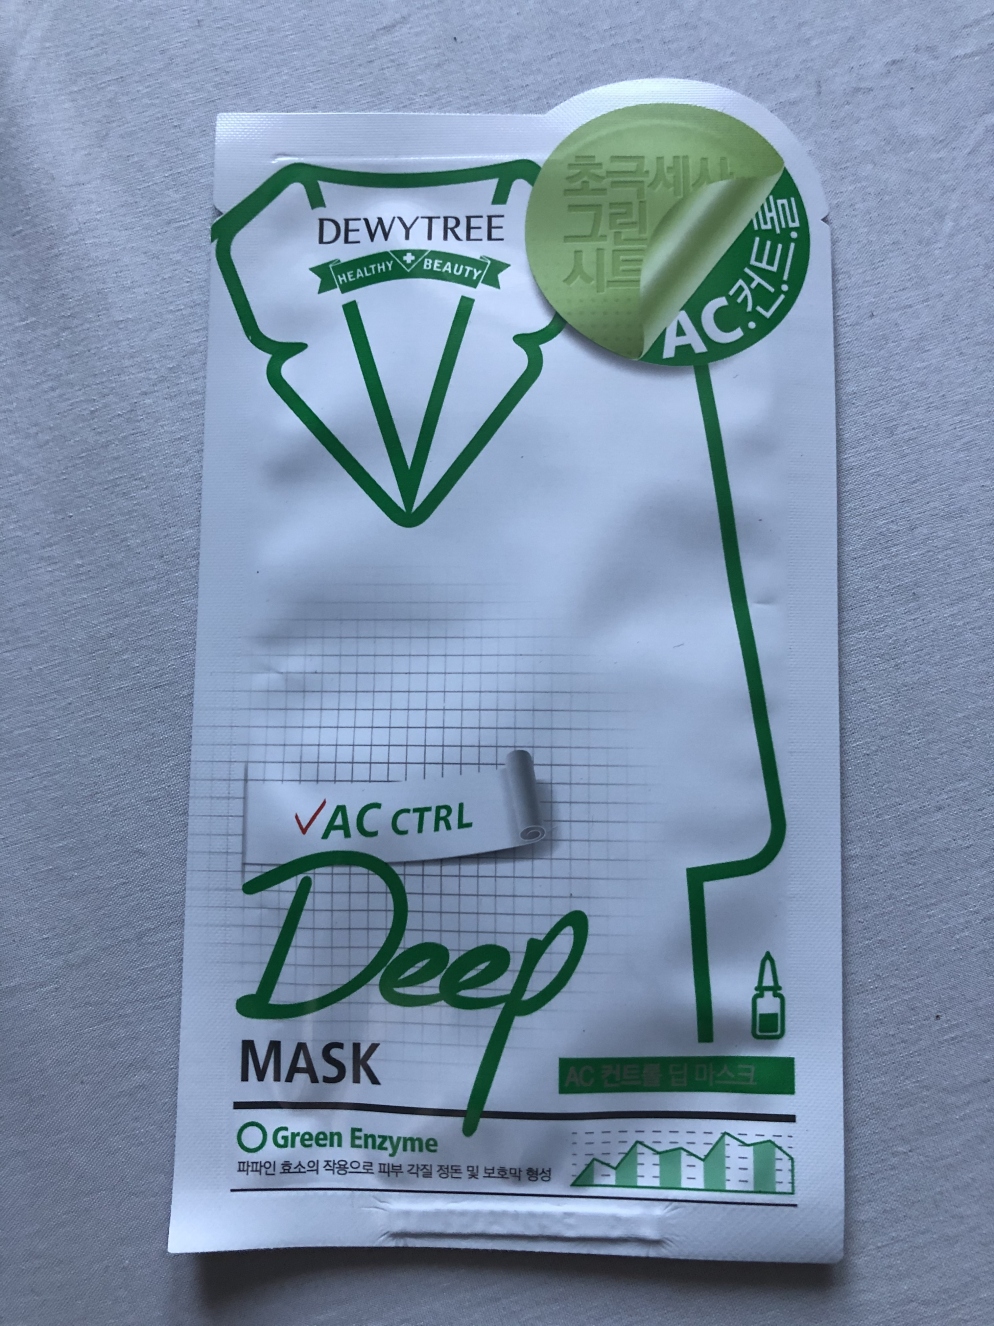 초극세사
그린
시트
AC.컨.트.롤
DEWYTREE
HEALTHY BEAUTY
AC CTRL
Deep
MASK
AC 컨트롤 딥 마스크
Green Enzyme
파파인 효소의 작용으로 피부 각질 정돈 및 보호막 형성